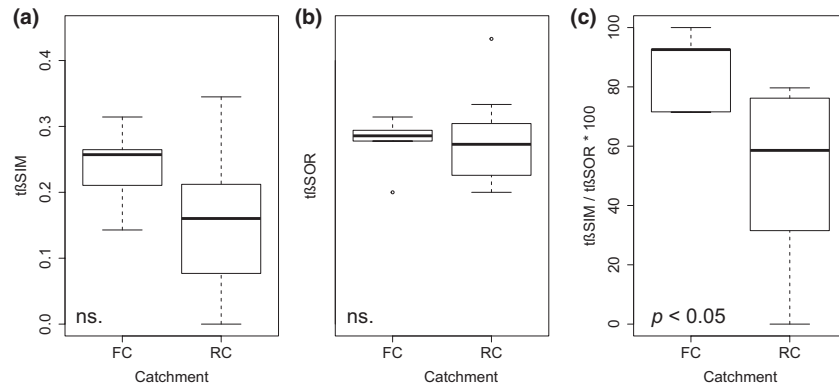 (a)
tßSIM
0.0
0.1
0.2
0.3
0.4
ns.
FC
RC
Catchment
(b)
tßSOR
ns.
FC
RC
Catchment
(c)
tßSIM / tßSOR * 100
0
20
40
60
80
100
p < 0.05
FC
RC
Catchment